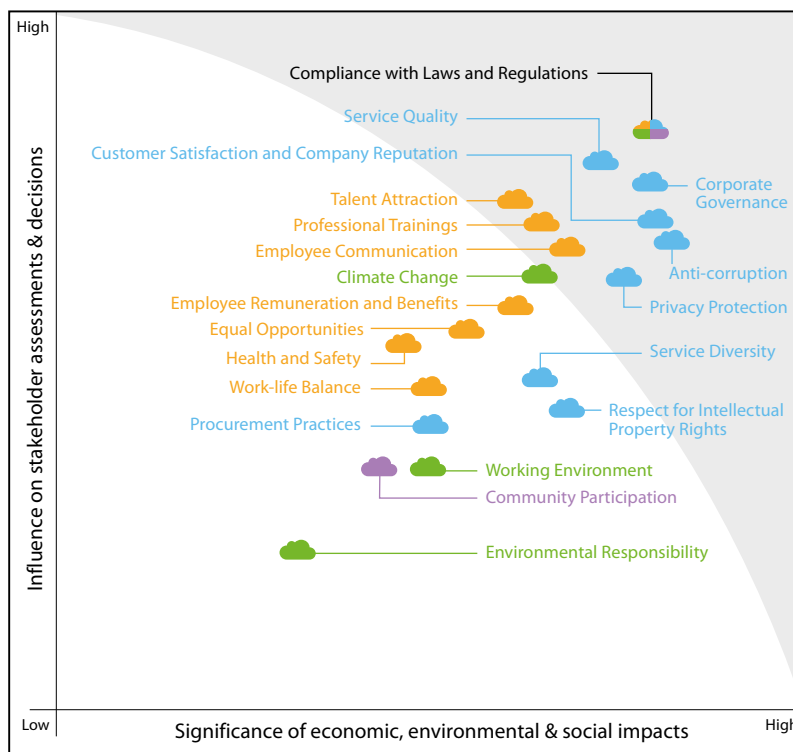 High
Influence on stakeholder assessments & decisions
Compliance with Laws and Regulations
Service Quality
Customer Satisfaction and Company Reputation
Corporate
Governance
Talent Attraction
Professional Trainings
Employee Communication
Anti-corruption
Climate Change
Privacy Protection
Employee Remuneration and Benefits
Equal Opportunities
Health and Safety
Service Diversity
Work-life Balance
Respect for Intellectual
Property Rights
Procurement Practices
Working Environment
Community Participation
Environmental Responsibility
Low
Significance of economic, environmental & social impacts
High